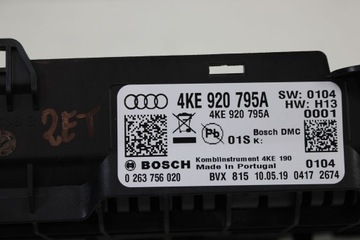 4KE 920 795A
4KE 920 795A
SW: 0104
HW: H13
0001
Pb
01S K:
Bosch DMC
BOSCH
Kombiinstrument 4KE 190
Made in Portugal
0104
0 263 756 020
BVX 815 10.05.19 0417 2674